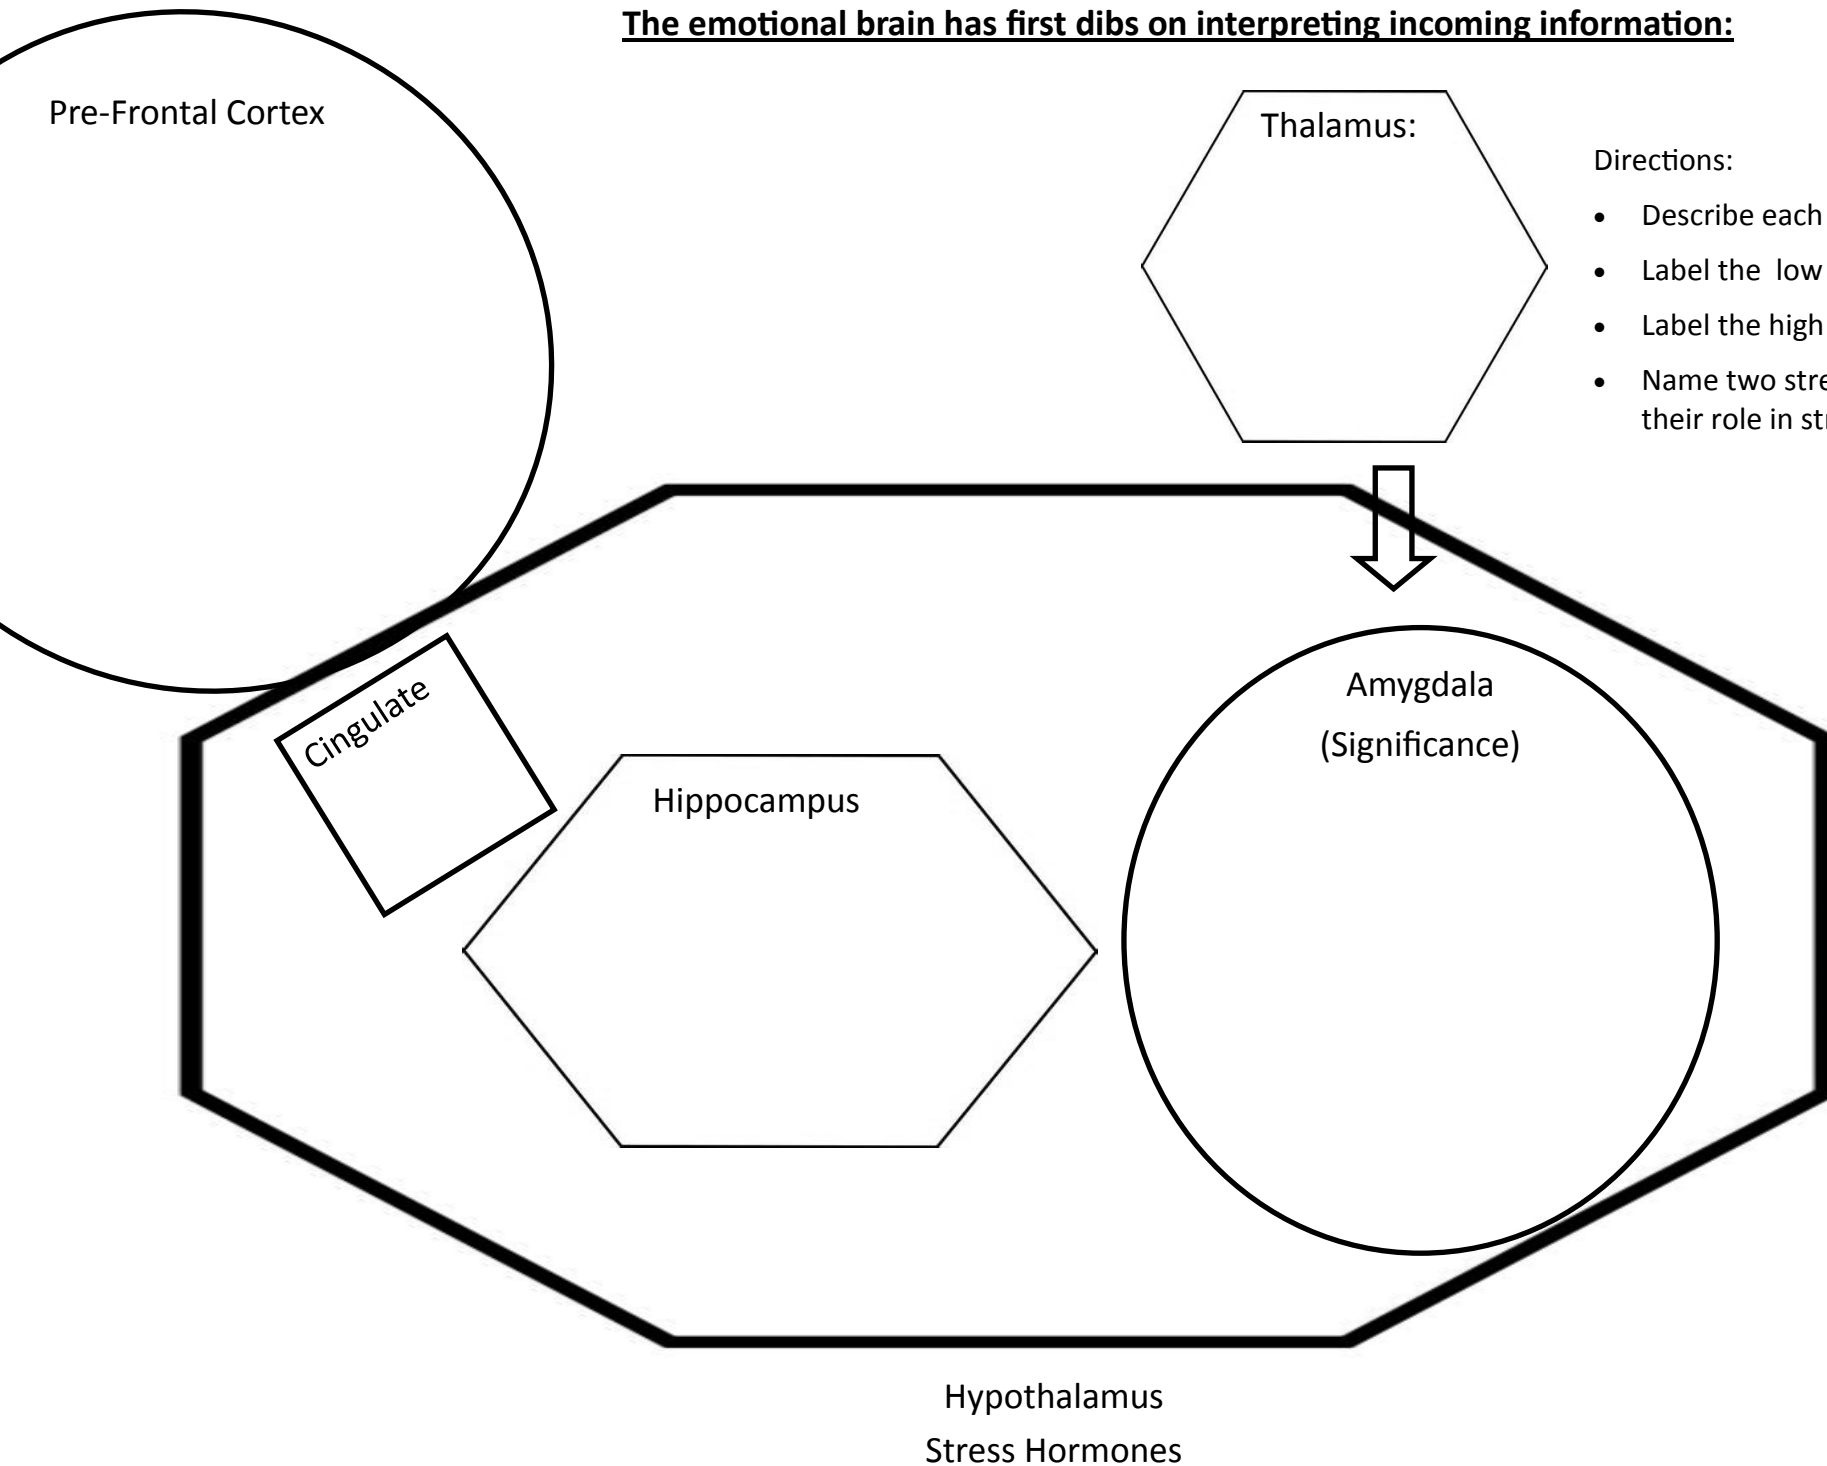 The emotional brain has first dibs on interpreting incoming information:
Pre-Frontal Cortex
Thalamus:
Directions:
• Describe each
• Label the low
• Label the high
• Name two stre
their role in str
Cingulate
Hippocampus
Amygdala
(Significance)
Hypothalamus
Stress Hormones